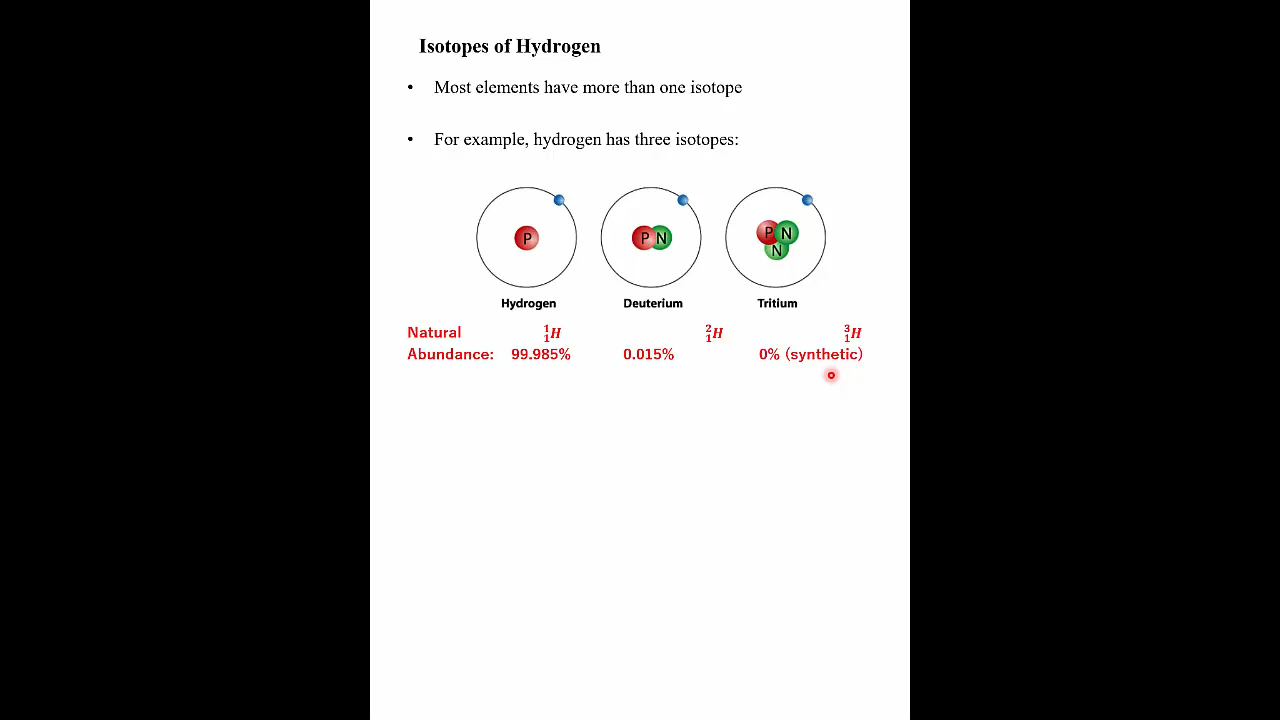 Isotopes of Hydrogen
• Most elements have more than one isotope
• For example, hydrogen has three isotopes:
P P N P N N
Hydrogen Deuterium Tritium
Natural ¹₁H ²₁H ³₁H
Abundance: 99.985% 0.015% 0% (synthetic)